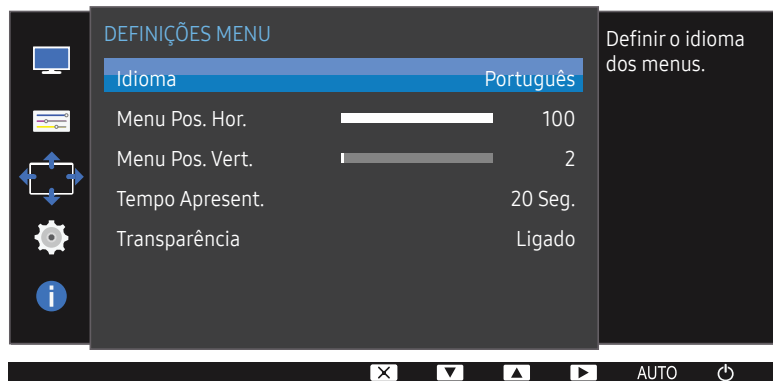 DEFINIÇÕES MENU
Definir o idioma
dos menus.
Idioma Português
Menu Pos. Hor. 100
Menu Pos. Vert. 2
Tempo Apresent. 20 Seg.
Transparência Ligado
AUTO